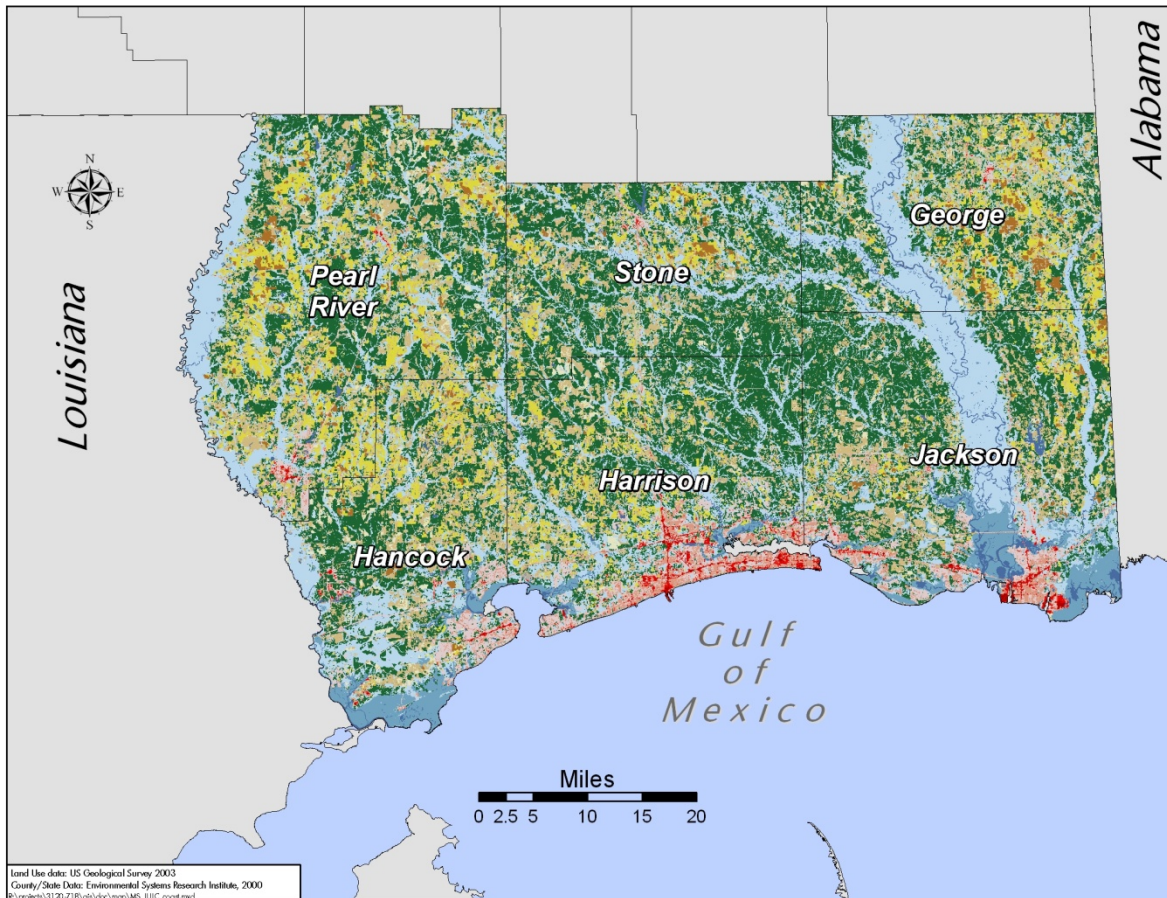 Alabama
N
W E
S
George
Pearl
River
Stone
Louisiana
Jackson
Harrison
Hancock
Gulf
of
Mexico
Miles
0 2.5 5 10 15 20
Land Use data: US Geological Survey 2003
County/State Data: Environmental Systems Research Institute, 2000